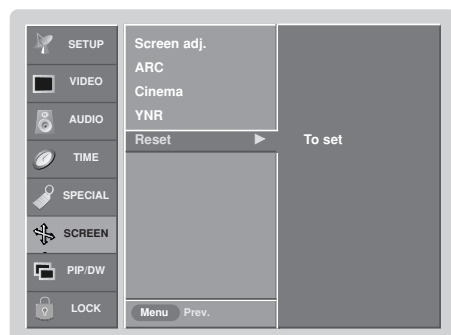 SETUP
VIDEO
AUDIO
TIME
SPECIAL
SCREEN
PIP/DW
LOCK
Screen adj.
ARC
Cinema
YNR
Reset To set
Menu Prev.